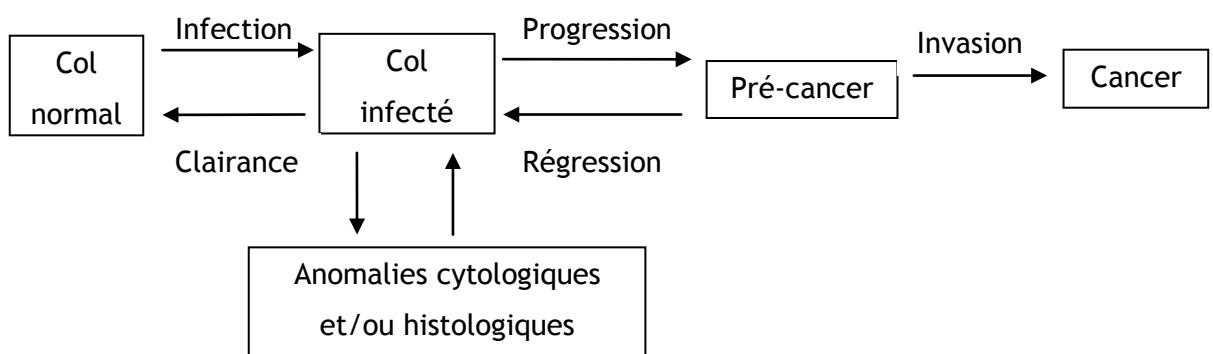 Infection
Progression
Invasion
Col
normal
Col
infecté
Pré-cancer
Cancer
Clairance
Régression
Anomalies cytologiques
et/ou histologiques